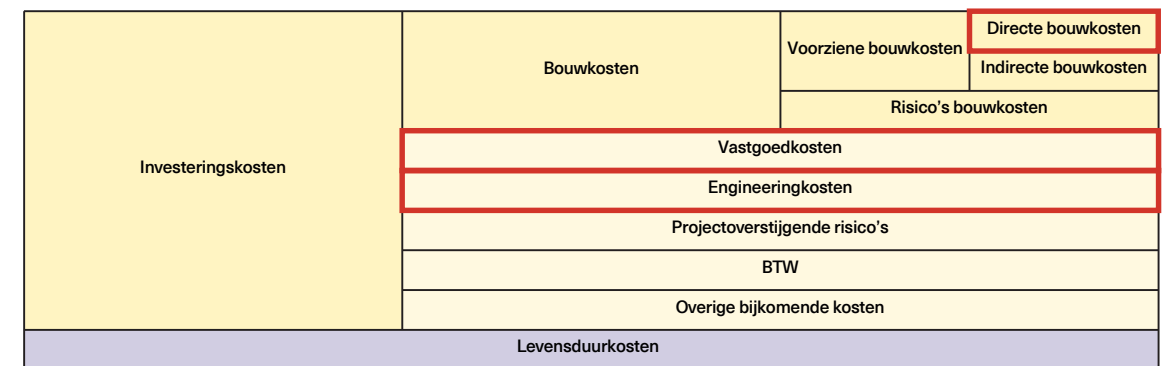 Directe bouwkosten
Voorziene bouwkosten
Bouwkosten
Indirecte bouwkosten
Risico's bouwkosten
Vastgoedkosten
Investeringskosten
Engineeringkosten
Projectoverstijgende risico's
BTW
Overige bijkomende kosten
Levensduurkosten